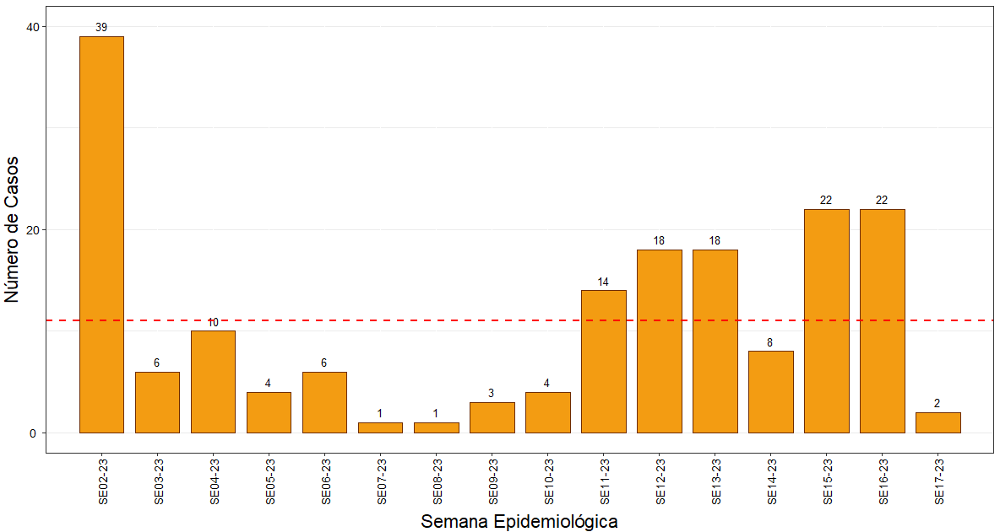 Número de Casos
40
20
0
39
6
10
4
6
1
1
3
4
14
18
18
8
22
22
2
SE02-23
SE03-23
SE04-23
SE05-23
SE06-23
SE07-23
SE08-23
SE09-23
SE10-23
SE11-23
SE12-23
SE13-23
SE14-23
SE15-23
SE16-23
SE17-23
Semana Epidemiológica